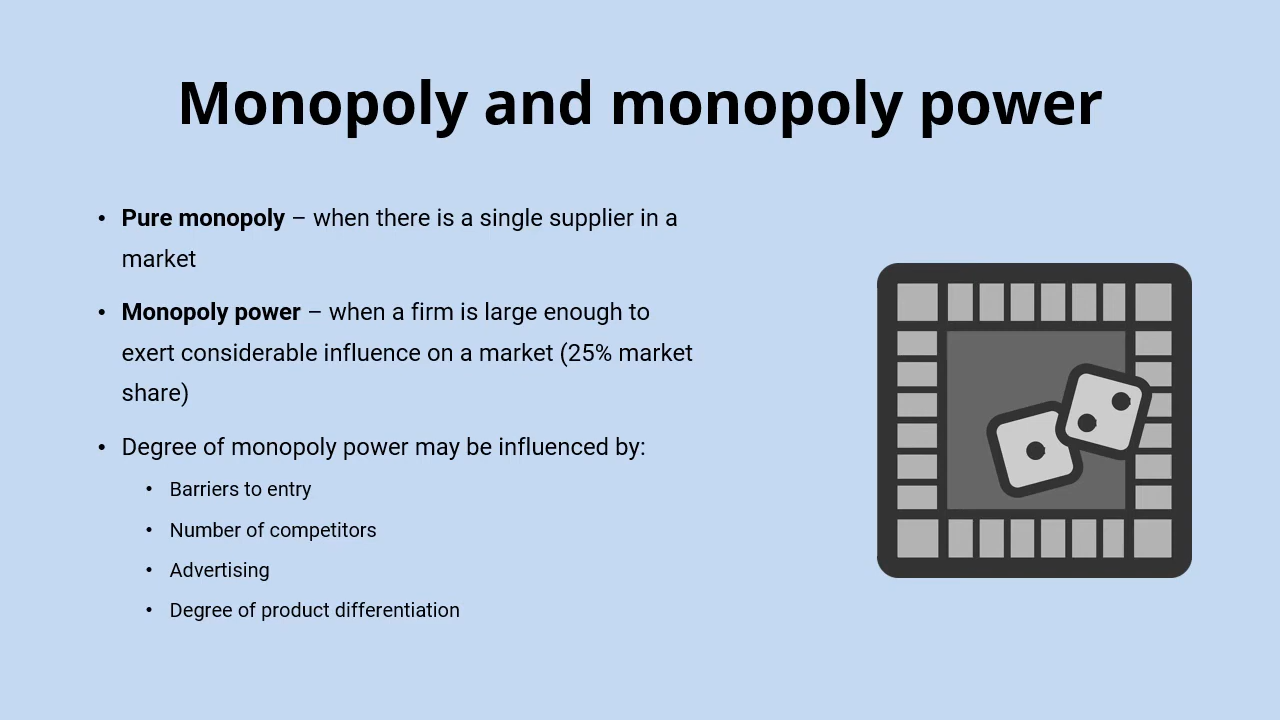 Monopoly and monopoly power
• Pure monopoly – when there is a single supplier in a
market
• Monopoly power – when a firm is large enough to
exert considerable influence on a market (25% market
share)
• Degree of monopoly power may be influenced by:
• Barriers to entry
• Number of competitors
• Advertising
• Degree of product differentiation